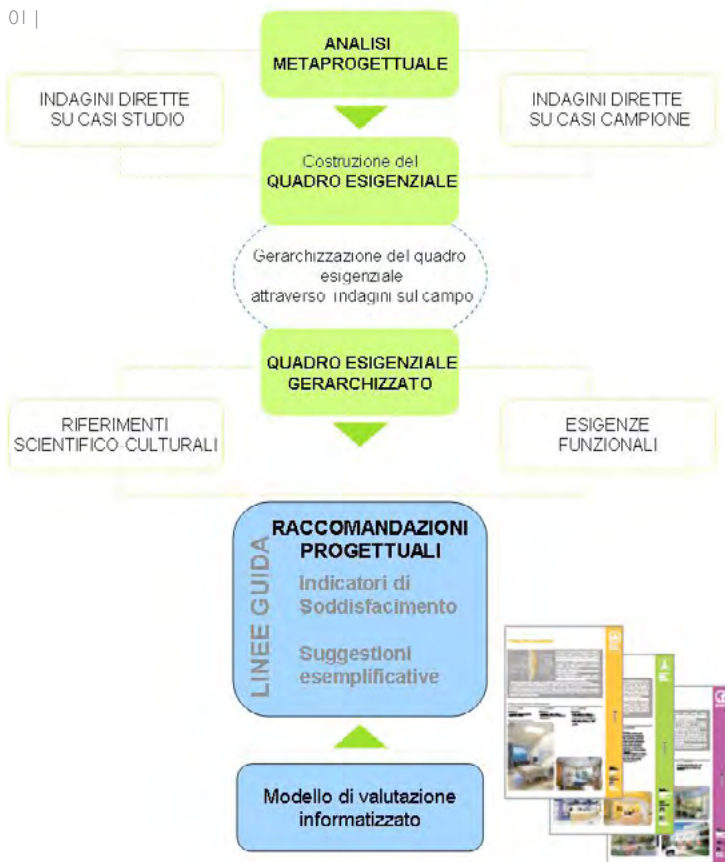 01 |
ANALISI
METAPROGETTUALE
INDAGINI DIRETTE
SU CASI STUDIO
INDAGINI DIRETTE
SU CASI CAMPIONE
Costruzione del
QUADRO ESIGENZIALE
Gerarchizzazione del quadro
esigenziale
attraverso indagini sul campo
QUADRO ESIGENZIALE
GERARCHIZZATO
RIFERIMENTI
SCIENTIFICO-CULTURALI
ESIGENZE
FUNZIONALI
LINEE GUIDA
RACCOMANDAZIONI
PROGETTUALI
Indicatori di
Soddisfacimento
Suggestioni
esemplificative
Modello di valutazione
informatizzato